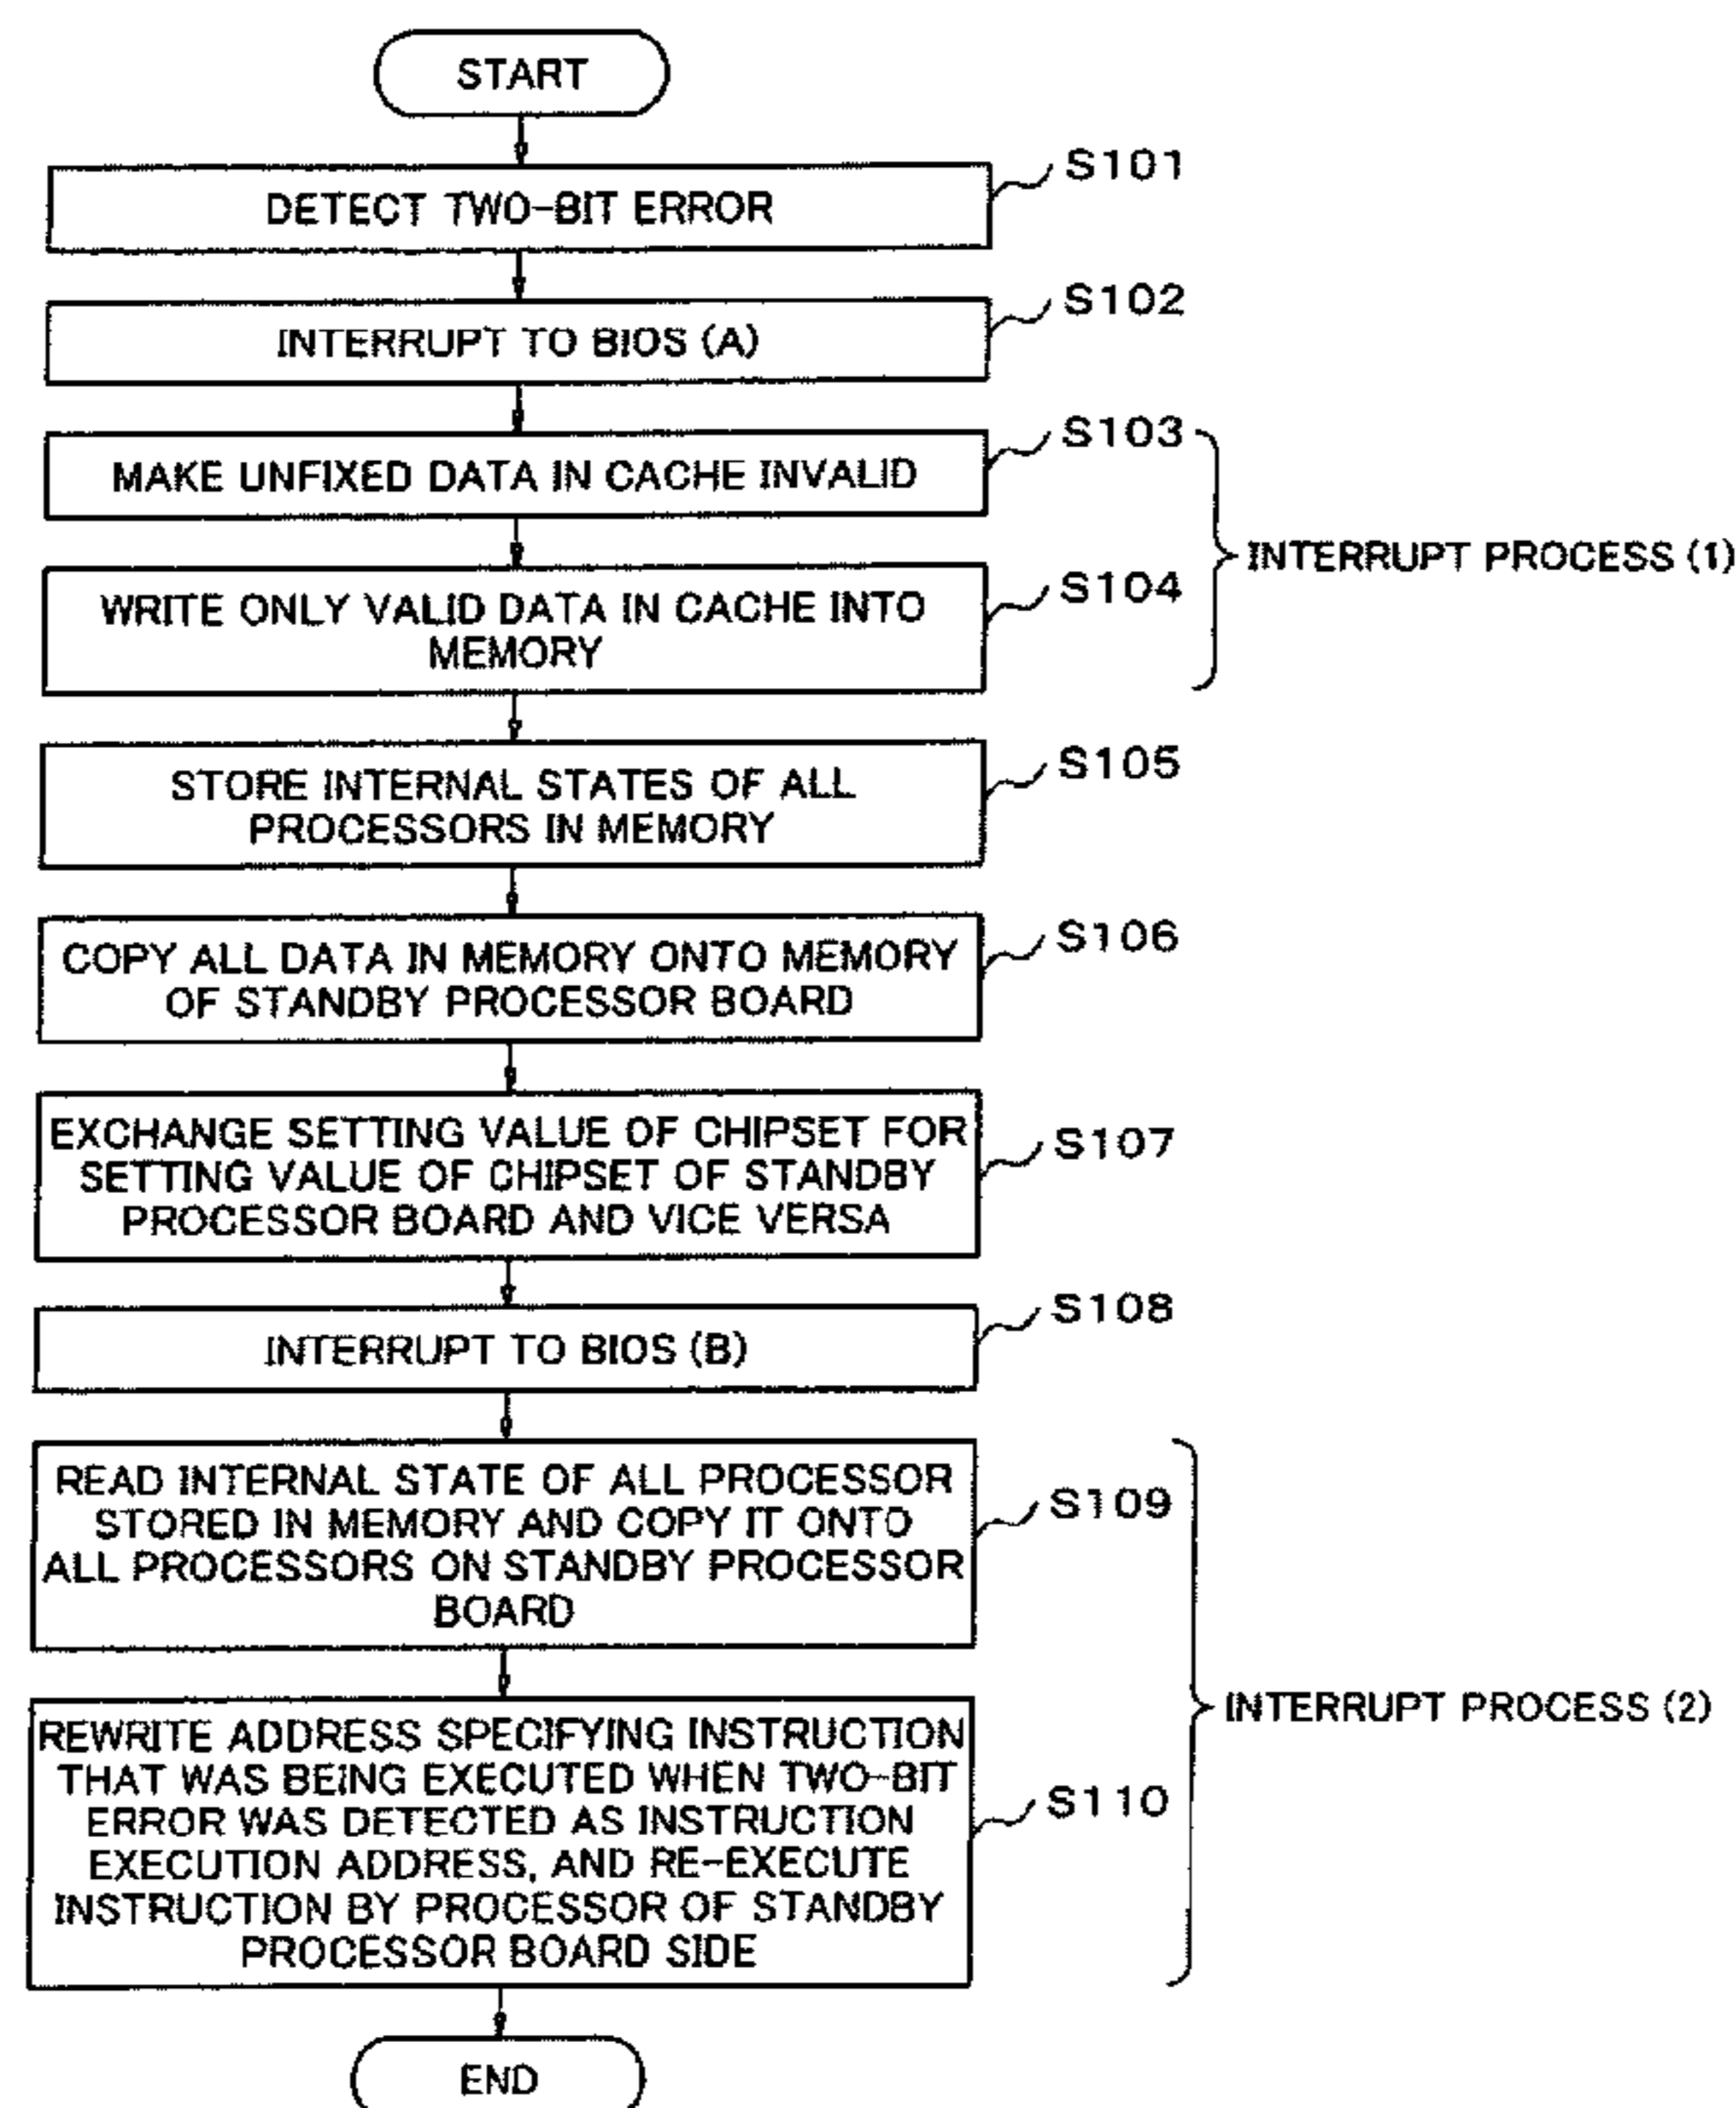 START
DETECT TWO-BIT ERROR
S101
INTERRUPT TO BIOS (A)
S102
MAKE UNFIXED DATA IN CACHE INVALID
S103
WRITE ONLY VALID DATA IN CACHE INTO
MEMORY
S104
INTERRUPT PROCESS (1)
STORE INTERNAL STATES OF ALL
PROCESSORS IN MEMORY
S105
COPY ALL DATA IN MEMORY ONTO MEMORY
OF STANDBY PROCESSOR BOARD
S106
EXCHANGE SETTING VALUE OF CHIPSET FOR
SETTING VALUE OF CHIPSET OF STANDBY
PROCESSOR BOARD AND VICE VERSA
S107
INTERRUPT TO BIOS (B)
S108
READ INTERNAL STATE OF ALL PROCESSOR
STORED IN MEMORY AND COPY IT ONTO
ALL PROCESSORS ON STANDBY PROCESSOR
BOARD
S109
REWRITE ADDRESS SPECIFYING INSTRUCTION
THAT WAS BEING EXECUTED WHEN TWO-BIT
ERROR WAS DETECTED AS INSTRUCTION
EXECUTION ADDRESS, AND RE-EXECUTE
INSTRUCTION BY PROCESSOR OF STANDBY
PROCESSOR BOARD SIDE
S110
INTERRUPT PROCESS (2)
END